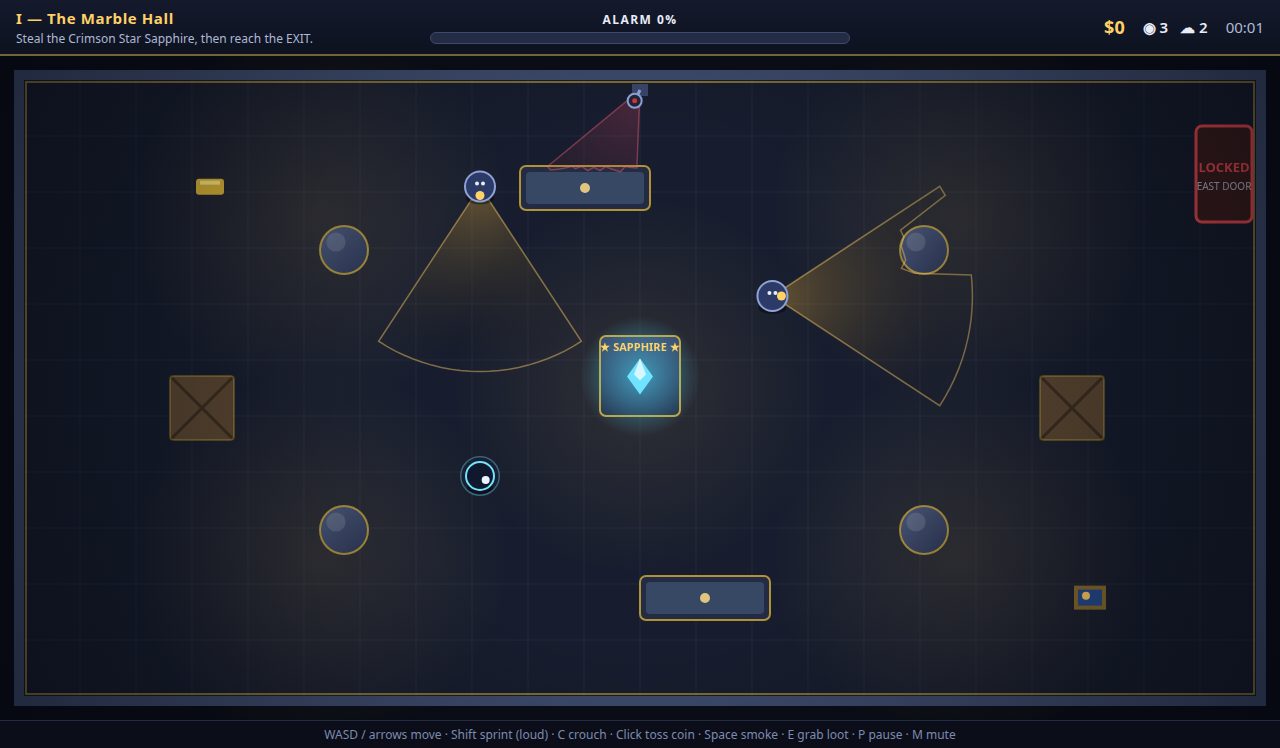 I — The Marble Hall
Steal the Crimson Star Sapphire, then reach the EXIT.
ALARM 0%
$0 ◉ 3 ☁ 2 00:01
LOCKED
EAST DOOR
★ SAPPHIRE ★
WASD / arrows move · Shift sprint (loud) · C crouch · Click toss coin · Space smoke · E grab loot · P pause · M mute